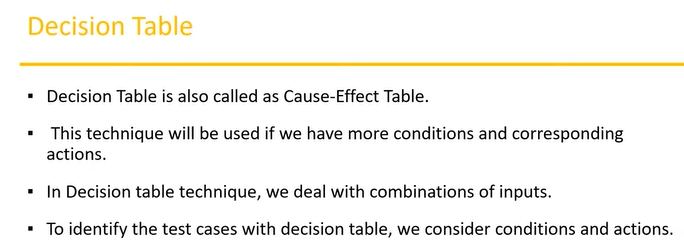 Decision Table
▪ Decision Table is also called as Cause-Effect Table.
▪ This technique will be used if we have more conditions and corresponding
actions.
▪ In Decision table technique, we deal with combinations of inputs.
▪ To identify the test cases with decision table, we consider conditions and actions.